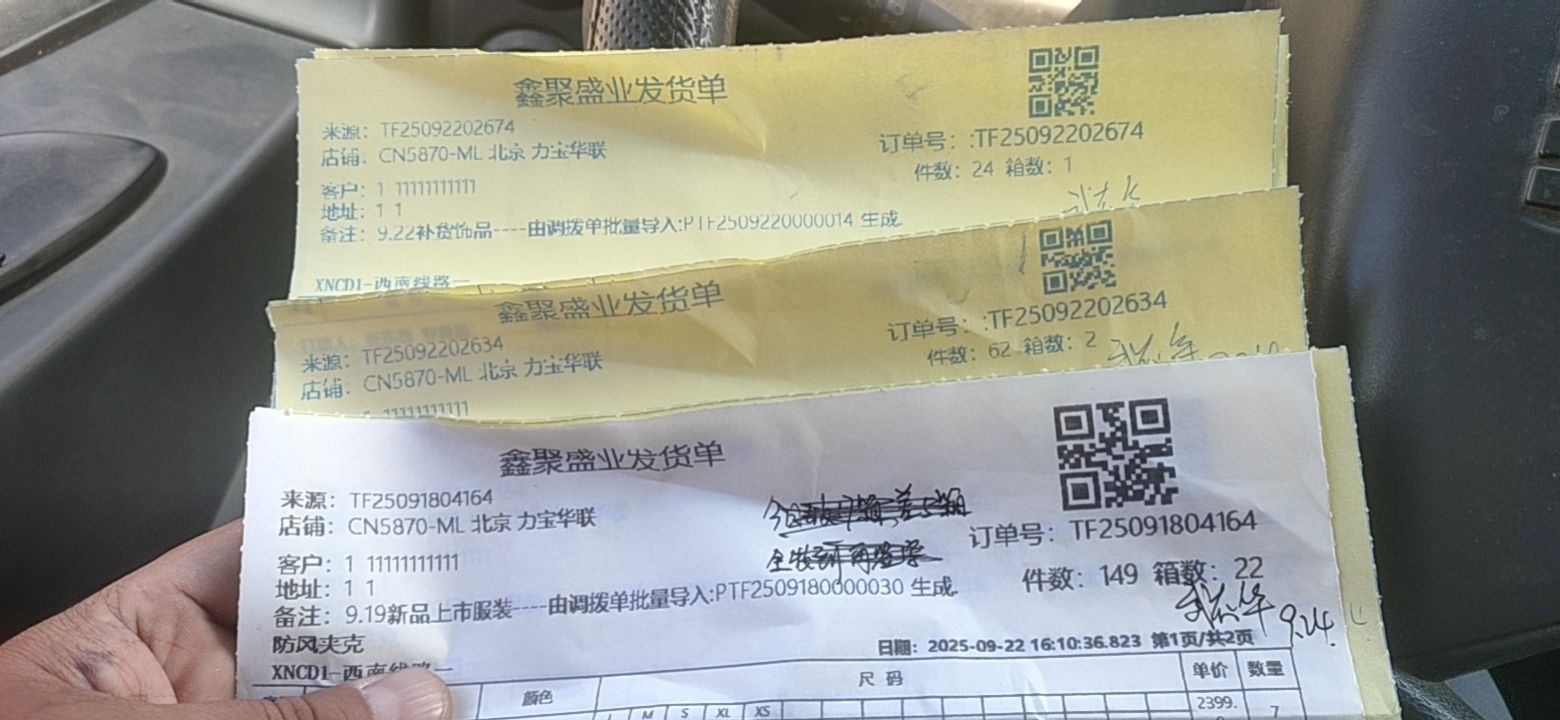 鑫聚盛业发货单
来源：TF25092202674
店铺：CN5870-ML 北京 力宝华联
订单号：:TF25092202674
件数：24 箱数：1
客户：1 11111111111
地址：1 1
备注：9.22补货饰品----由调拨单批量导入:PTF2509220000014 生成.
XNCD1-西南线路一
鑫聚盛业发货单
来源：TF25092202634
店铺：CN5870-ML 北京 力宝华联
订单号：:TF25092202634
件数：62 箱数：2
11111111111
鑫聚盛业发货单
来源：TF25091804164
店铺：CN5870-ML 北京 力宝华联
订单号：TF25091804164
件数：149 箱数：22
客户：1 11111111111
地址：1 1
备注：9.19新品上市服装----由调拨单批量导入:PTF2509180000030 生成.
9.24.
防风夹克
日期：2025-09-22 16:10:36.823 第1页/共2页
XNCD1-西南线路一
颜色 尺 码 单价 数量
L M S XL XS 2399. 7